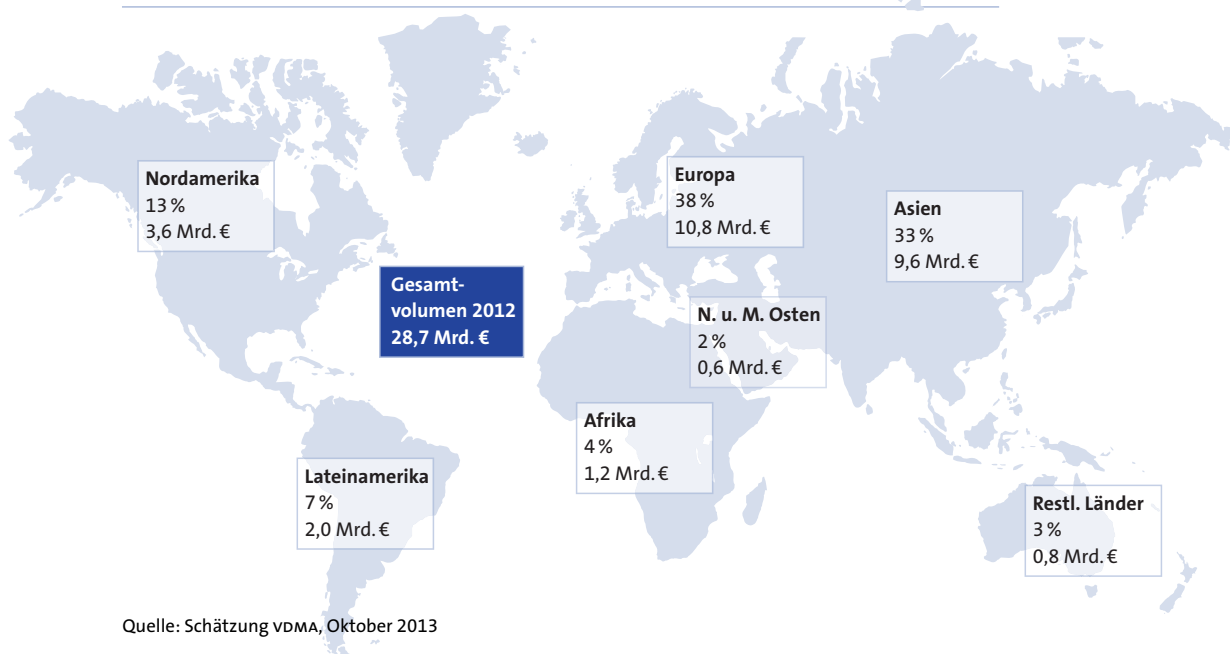 Nordamerika
13 %
3,6 Mrd. €
Europa
38 %
10,8 Mrd. €
Asien
33 %
9,6 Mrd. €
Gesamt-
volumen 2012
28,7 Mrd. €
N. u. M. Osten
2 %
0,6 Mrd. €
Afrika
4 %
1,2 Mrd. €
Lateinamerika
7 %
2,0 Mrd. €
Restl. Länder
3 %
0,8 Mrd. €
Quelle: Schätzung VDMA, Oktober 2013